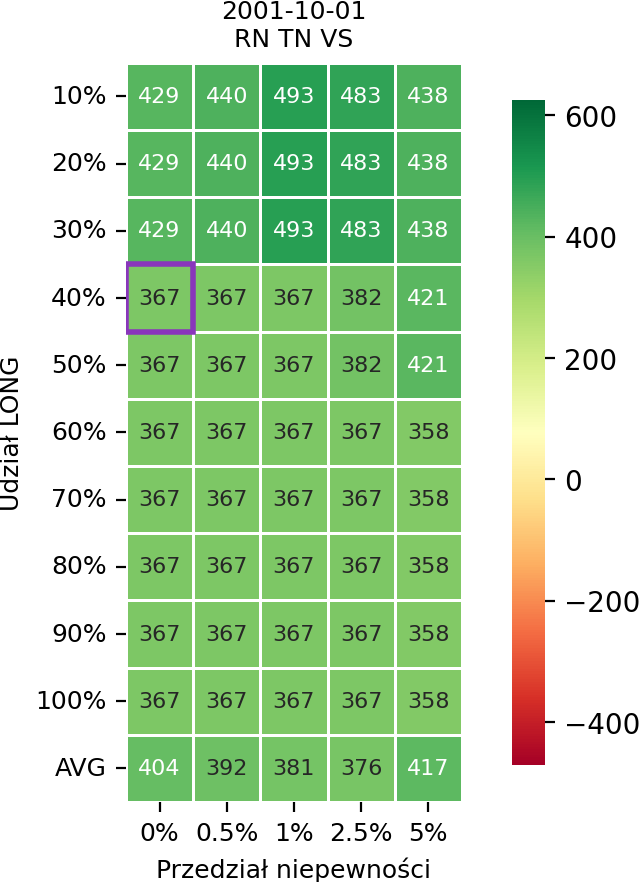 2001-10-01
RN TN VS
10% 429 440 493 483 438
20% 429 440 493 483 438
30% 429 440 493 483 438
40% 367 367 367 382 421
50% 367 367 367 382 421
60% 367 367 367 367 358
70% 367 367 367 367 358
80% 367 367 367 367 358
90% 367 367 367 367 358
100% 367 367 367 367 358
AVG 404 392 381 376 417
0% 0.5% 1% 2.5% 5%
Przedział niepewności
Udział LONG
600
400
200
0
−200
−400